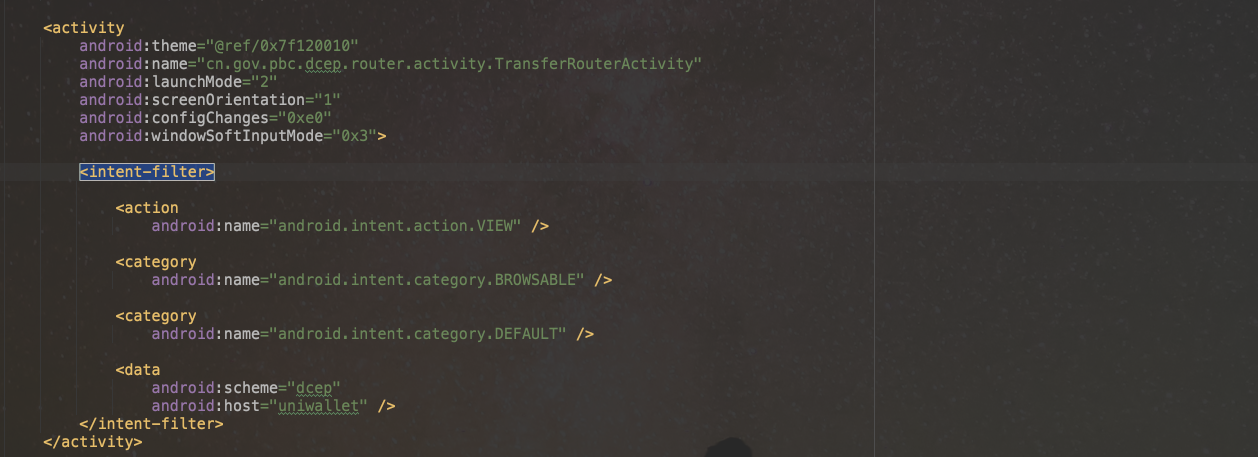 <activity
android:theme="@ref/0x7f120010"
android:name="cn.gov.pbc.dcep.router.activity.TransferRouterActivity"
android:launchMode="2"
android:screenOrientation="1"
android:configChanges="0xe0"
android:windowSoftInputMode="0x3">
<intent-filter>
<action
android:name="android.intent.action.VIEW" />
<category
android:name="android.intent.category.BROWSABLE" />
<category
android:name="android.intent.category.DEFAULT" />
<data
android:scheme="dcep"
android:host="uniwallet" />
</intent-filter>
</activity>